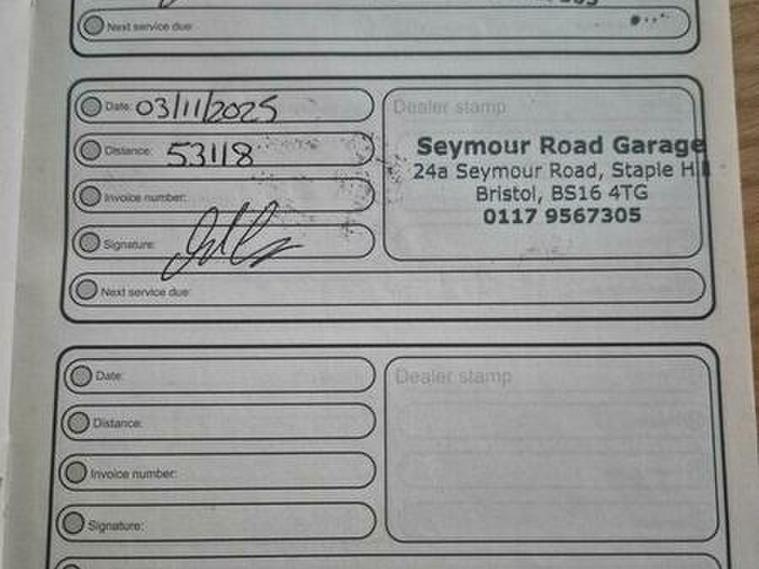 Next service due:
Date: 03/11/2025
Dealer stamp
Distance: 53118
Seymour Road Garage
24a Seymour Road, Staple Hill
Bristol, BS16 4TG
0117 9567305
Invoice number:
Signature:
Next service due:
Date:
Dealer stamp
Distance:
Invoice number:
Signature: